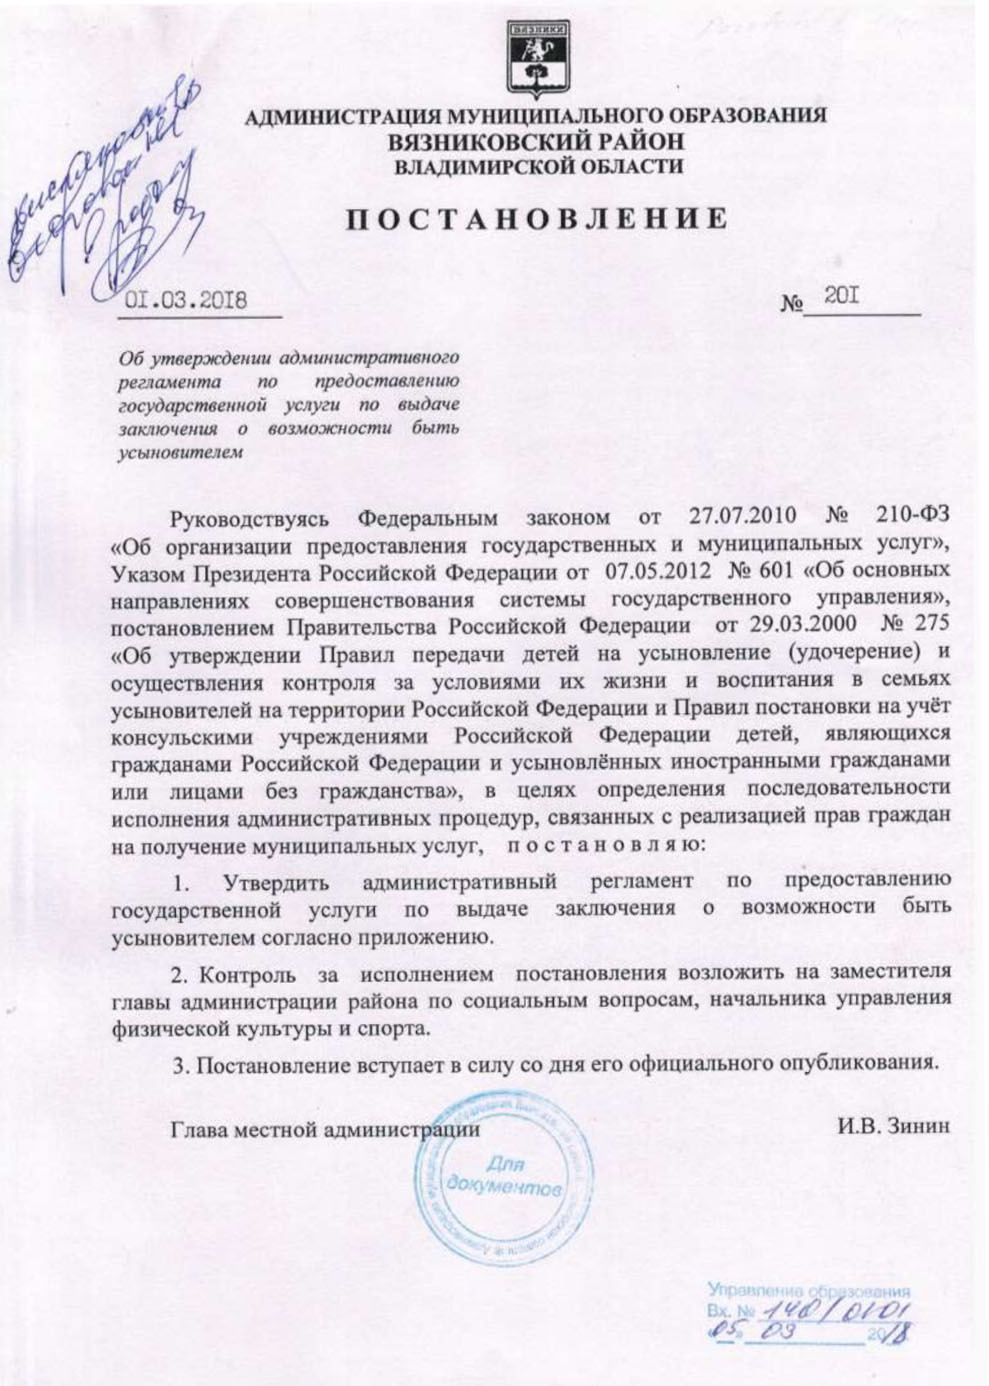 ВЯЗНИКИ
АДМИНИСТРАЦИЯ МУНИЦИПАЛЬНОГО ОБРАЗОВАНИЯ
ВЯЗНИКОВСКИЙ РАЙОН
ВЛАДИМИРСКОЙ ОБЛАСТИ
ПОСТАНОВЛЕНИЕ
01.03.2018
№ 201
Об утверждении административного
регламента по предоставлению
государственной услуги по выдаче
заключения о возможности быть
усыновителем
Руководствуясь Федеральным законом от 27.07.2010 № 210-ФЗ
«Об организации предоставления государственных и муниципальных услуг»,
Указом Президента Российской Федерации от 07.05.2012 № 601 «Об основных
направлениях совершенствования системы государственного управления»,
постановлением Правительства Российской Федерации от 29.03.2000 № 275
«Об утверждении Правил передачи детей на усыновление (удочерение) и
осуществления контроля за условиями их жизни и воспитания в семьях
усыновителей на территории Российской Федерации и Правил постановки на учёт
консульскими учреждениями Российской Федерации детей, являющихся
гражданами Российской Федерации и усыновлённых иностранными гражданами
или лицами без гражданства», в целях определения последовательности
исполнения административных процедур, связанных с реализацией прав граждан
на получение муниципальных услуг, п о с т а н о в л я ю:
1. Утвердить административный регламент по предоставлению
государственной услуги по выдаче заключения о возможности быть
усыновителем согласно приложению.
2. Контроль за исполнением постановления возложить на заместителя
главы администрации района по социальным вопросам, начальника управления
физической культуры и спорта.
3. Постановление вступает в силу со дня его официального опубликования.
Глава местной администрации
И.В. Зинин
Для
документов
Управление образования
Вх. № 140/01-01
«05» 03 2018